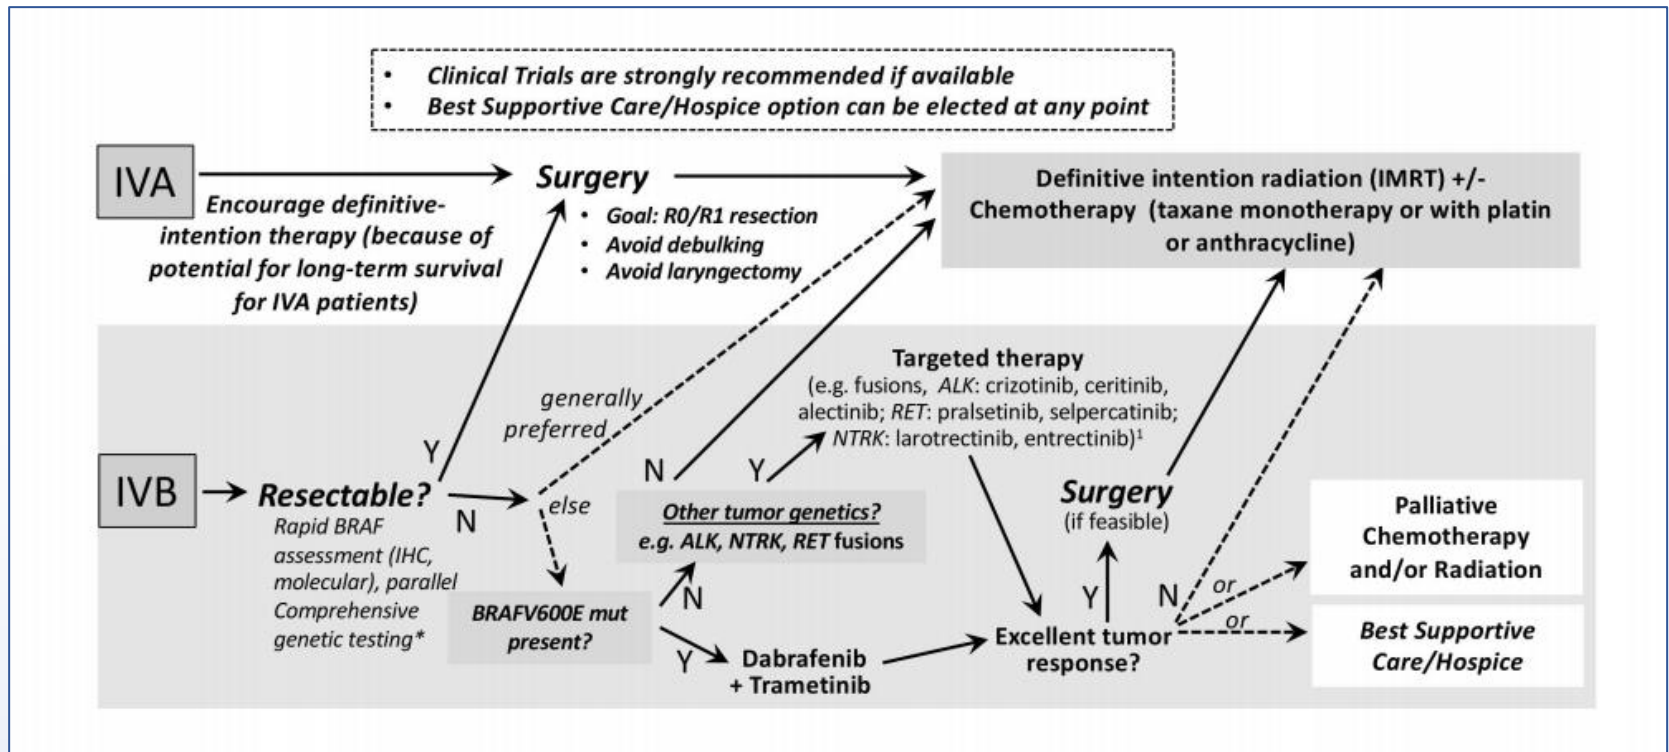 • Clinical Trials are strongly recommended if available
• Best Supportive Care/Hospice option can be elected at any point
IVA
Encourage definitive-
intention therapy (because of
potential for long-term survival
for IVA patients)
Surgery
• Goal: R0/R1 resection
• Avoid debulking
• Avoid laryngectomy
Definitive intention radiation (IMRT) +/-
Chemotherapy (taxane monotherapy or with platin
or anthracycline)
IVB
Resectable?
Rapid BRAF
assessment (IHC,
molecular), parallel
Comprehensive
genetic testing*
Y
N
generally
preferred
else
BRAFV600E mut
present?
N
Y
Other tumor genetics?
e.g. ALK, NTRK, RET fusions
N
Y
Targeted therapy
(e.g. fusions, ALK: crizotinib, ceritinib,
alectinib; RET: pralsetinib, selpercatinib;
NTRK: larotrectinib, entrectinib)¹
Dabrafenib
+ Trametinib
Excellent tumor
response?
Y
N
Surgery
(if feasible)
or
or
Palliative
Chemotherapy
and/or Radiation
Best Supportive
Care/Hospice